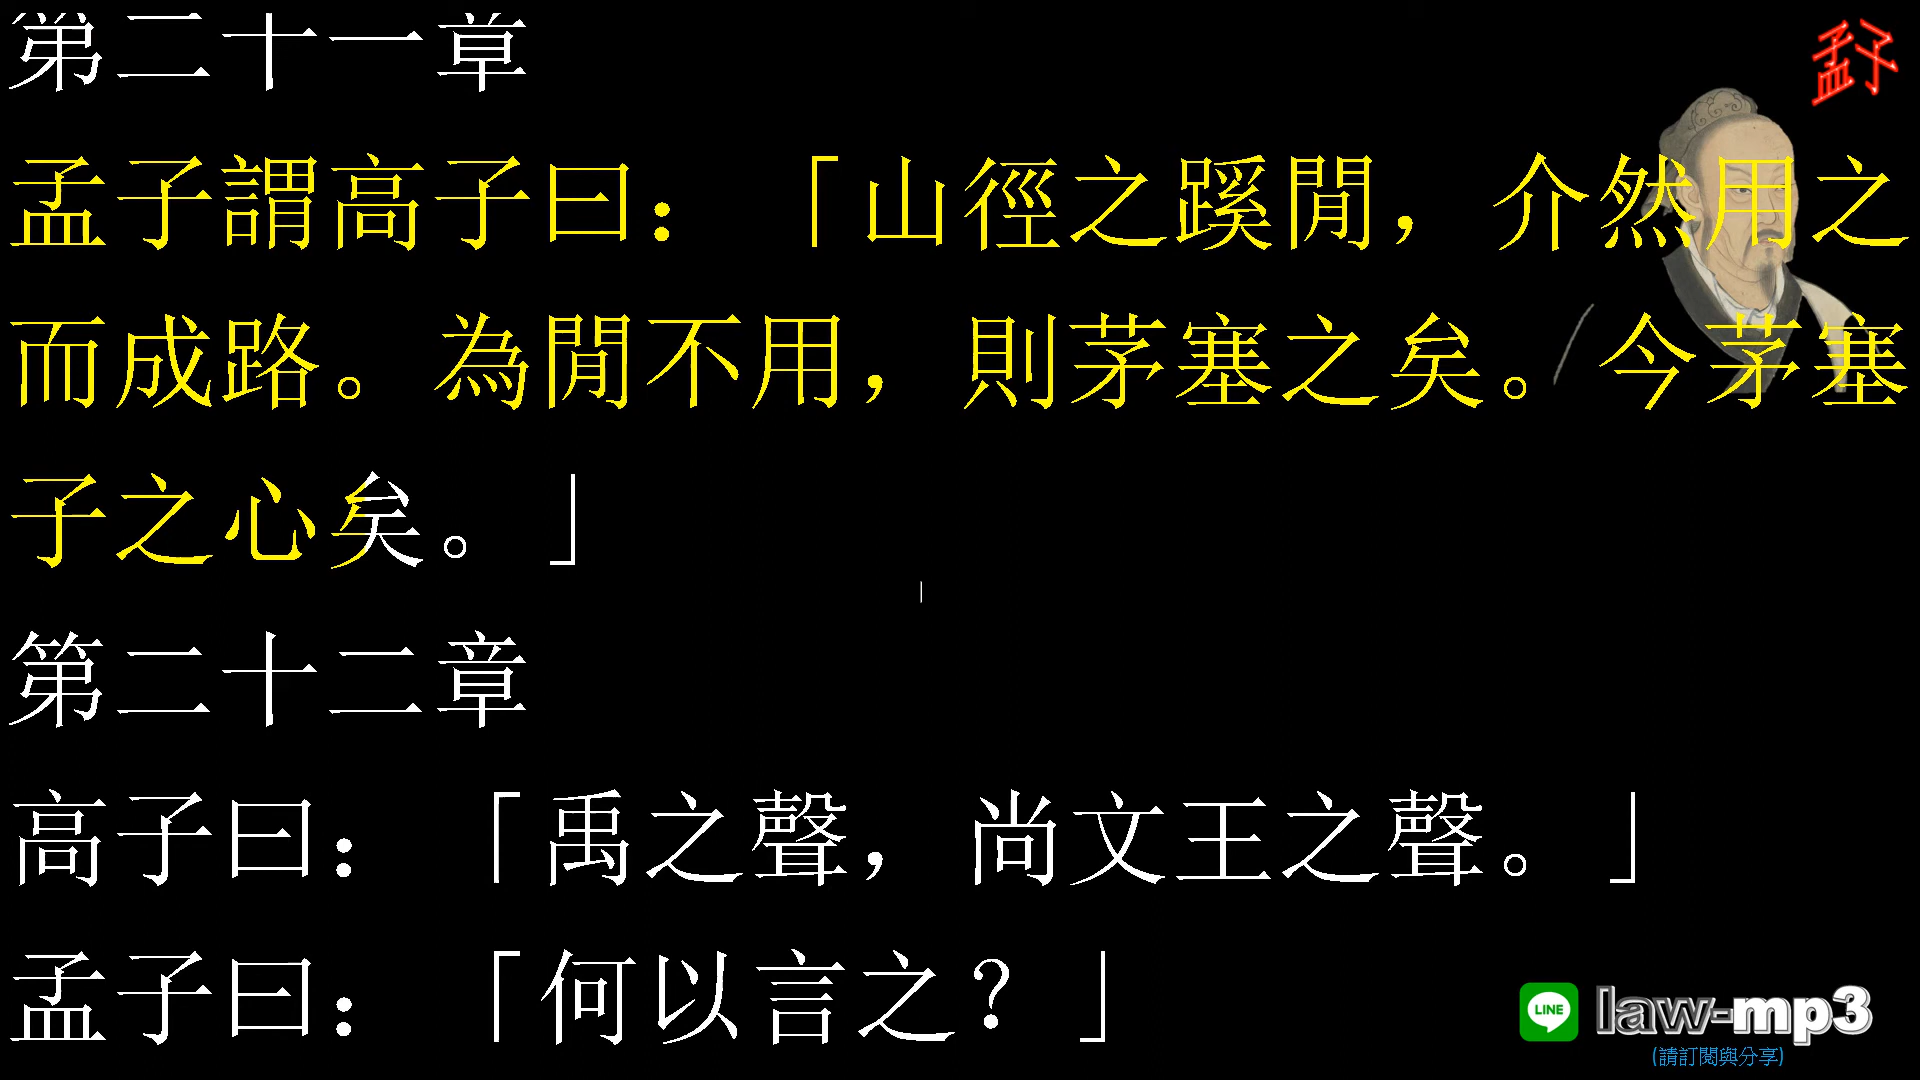 第二十一章
孟子
孟子謂高子曰：「山徑之蹊閒，介然用之
而成路。為閒不用，則茅塞之矣。今茅塞
子之心矣。」
第二十二章
高子曰：「禹之聲，尚文王之聲。」
孟子曰：「何以言之？」
LINE law-mp3
(請訂閱與分享)